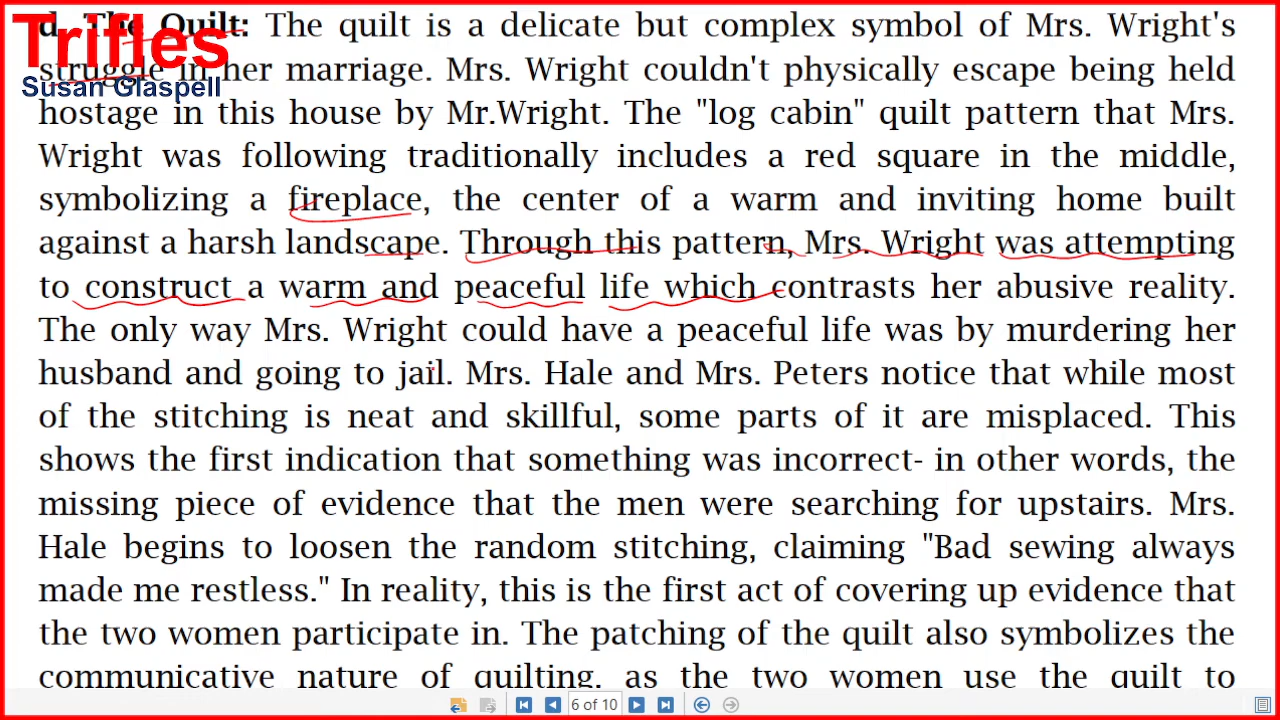 d. The Quilt: The quilt is a delicate but complex symbol of Mrs. Wright's
Trifles
struggle in her marriage. Mrs. Wright couldn't physically escape being held
Susan Glaspell
hostage in this house by Mr.Wright. The "log cabin" quilt pattern that Mrs.
Wright was following traditionally includes a red square in the middle,
symbolizing a fireplace, the center of a warm and inviting home built
against a harsh landscape. Through this pattern, Mrs. Wright was attempting
to construct a warm and peaceful life which contrasts her abusive reality.
The only way Mrs. Wright could have a peaceful life was by murdering her
husband and going to jail. Mrs. Hale and Mrs. Peters notice that while most
of the stitching is neat and skillful, some parts of it are misplaced. This
shows the first indication that something was incorrect- in other words, the
missing piece of evidence that the men were searching for upstairs. Mrs.
Hale begins to loosen the random stitching, claiming "Bad sewing always
made me restless." In reality, this is the first act of covering up evidence that
the two women participate in. The patching of the quilt also symbolizes the
communicative nature of quilting, as the two women use the quilt to
6 of 10